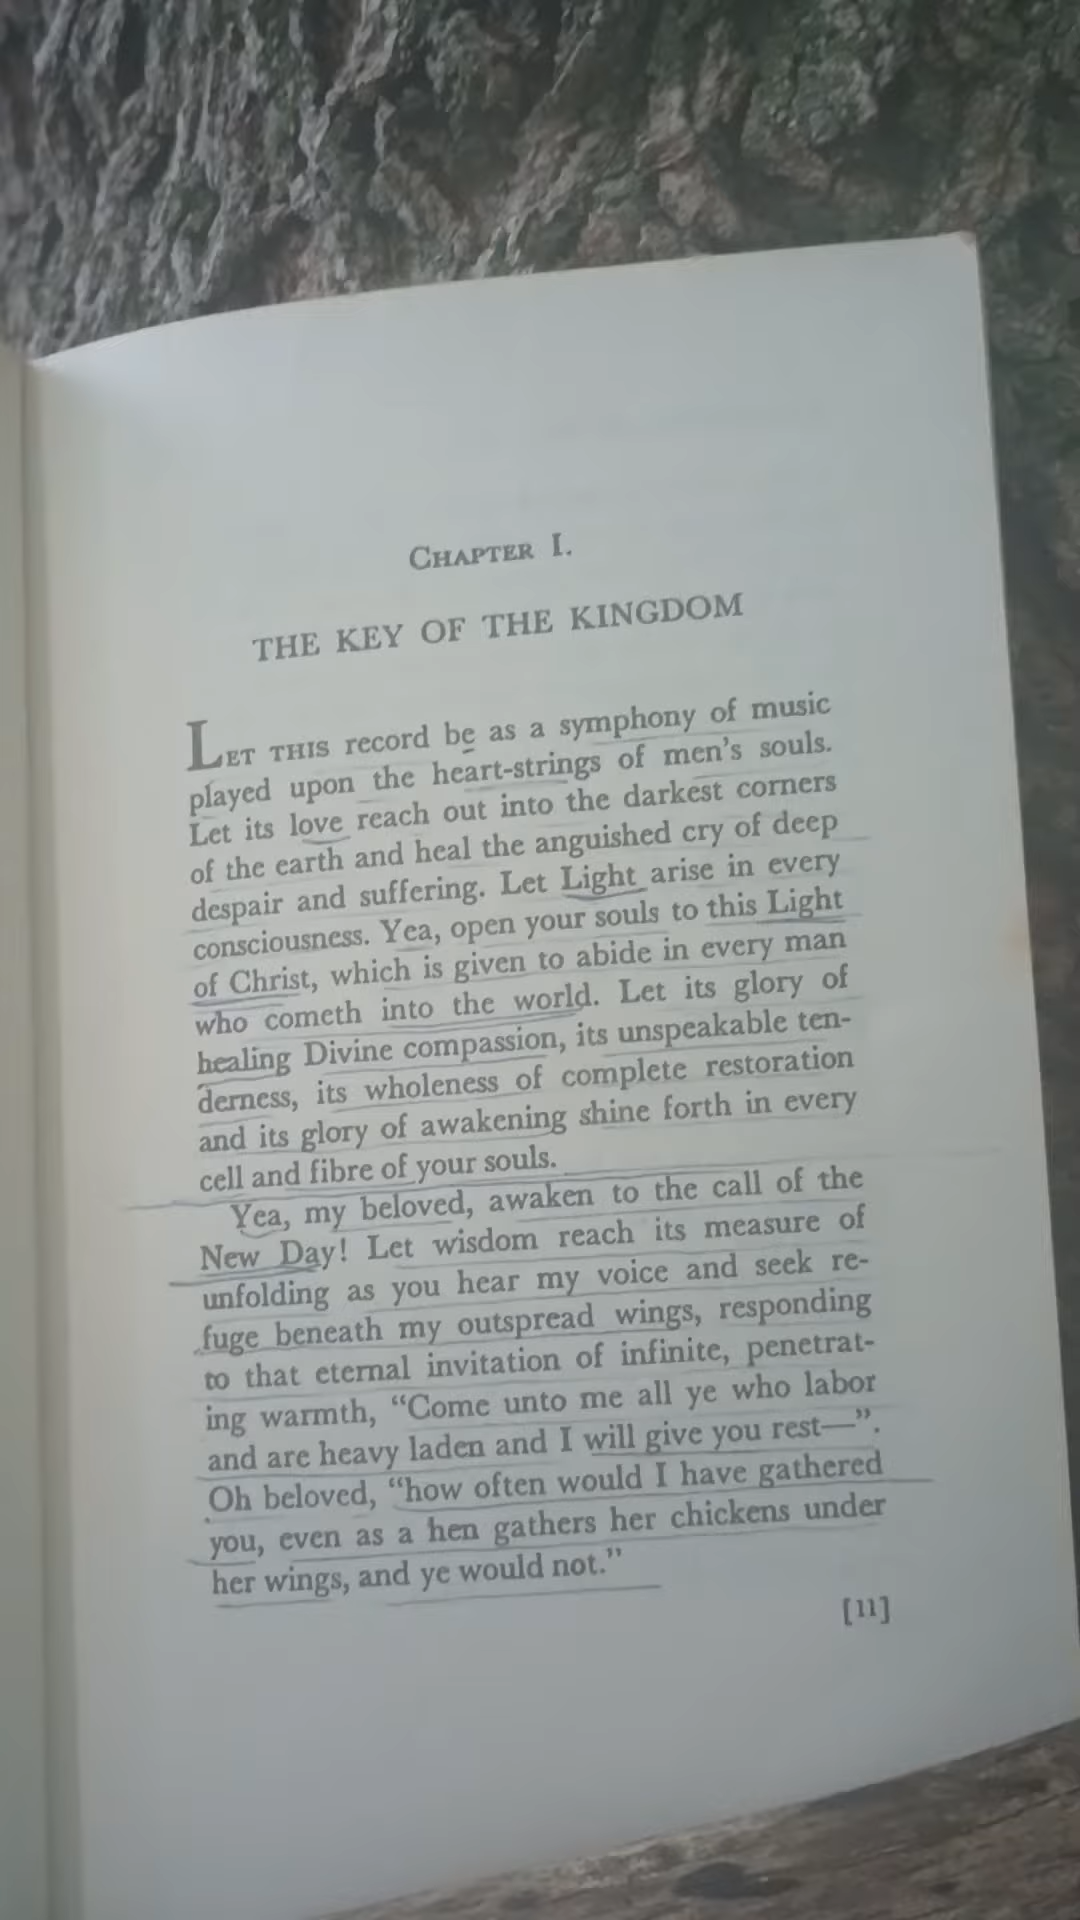 CHAPTER I.
THE KEY OF THE KINGDOM
LET THIS record be as a symphony of music
played upon the heart-strings of men's souls.
Let its love reach out into the darkest corners
of the earth and heal the anguished cry of deep
despair and suffering. Let Light arise in every
consciousness. Yea, open your souls to this Light
of Christ, which is given to abide in every man
who cometh into the world. Let its glory of
healing Divine compassion, its unspeakable ten-
derness, its wholeness of complete restoration
and its glory of awakening shine forth in every
cell and fibre of your souls.
Yea, my beloved, awaken to the call of the
New Day! Let wisdom reach its measure of
unfolding as you hear my voice and seek re-
fuge beneath my outspread wings, responding
to that eternal invitation of infinite, penetrat-
ing warmth, “Come unto me all ye who labor
and are heavy laden and I will give you rest—”.
Oh beloved, “how often would I have gathered
you, even as a hen gathers her chickens under
her wings, and ye would not.”
[11]